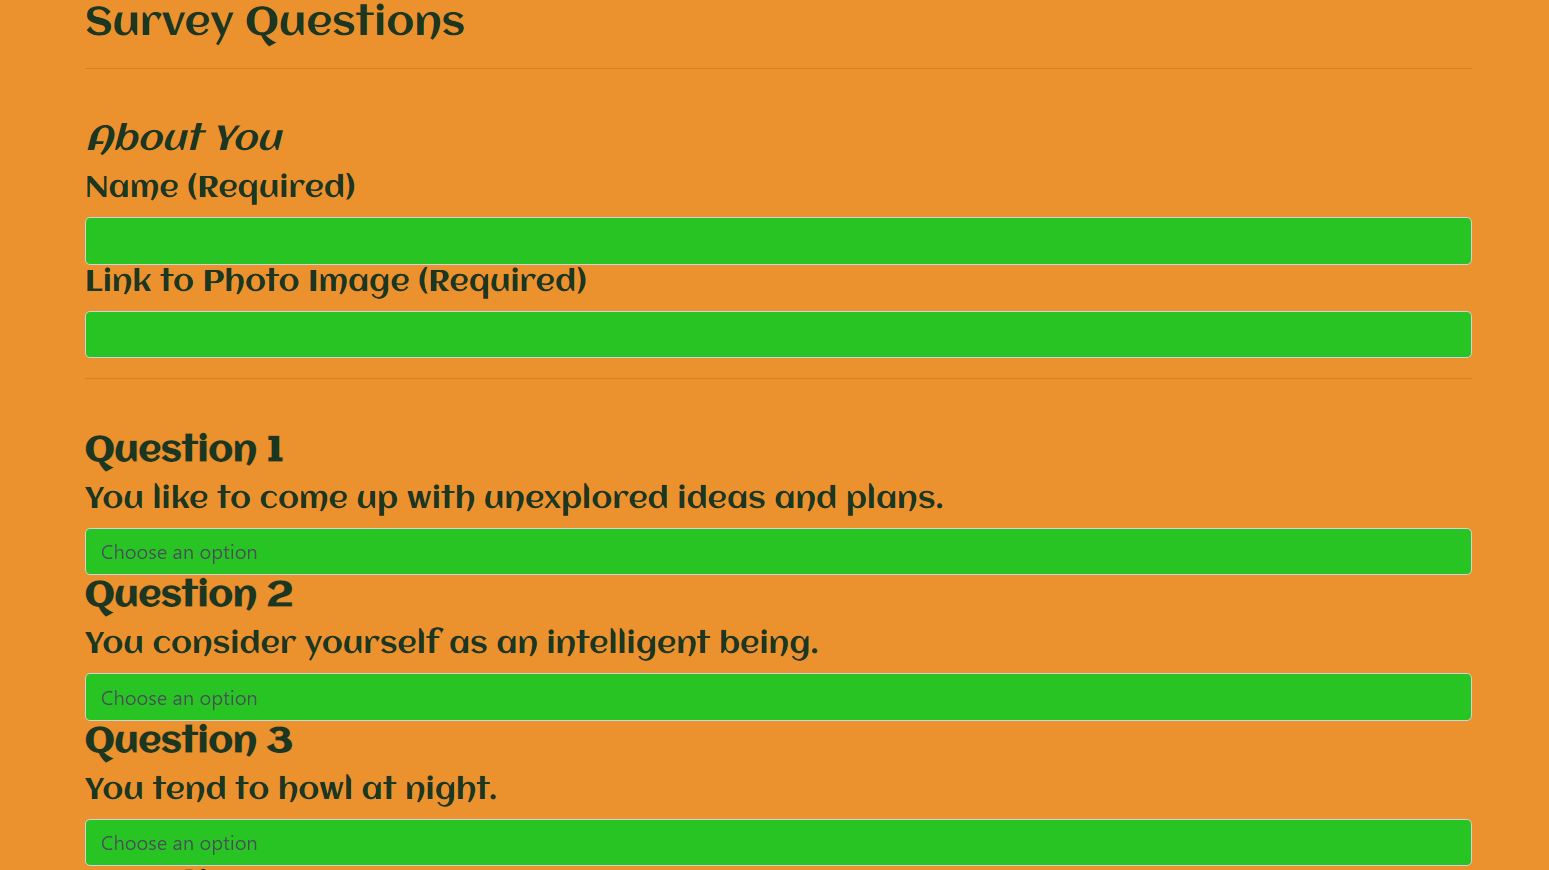 Survey Questions
About You
Name (Required)
Link to Photo Image (Required)
Question 1
You like to come up with unexplored ideas and plans.
Choose an option
Question 2
You consider yourself as an intelligent being.
Choose an option
Question 3
You tend to howl at night.
Choose an option